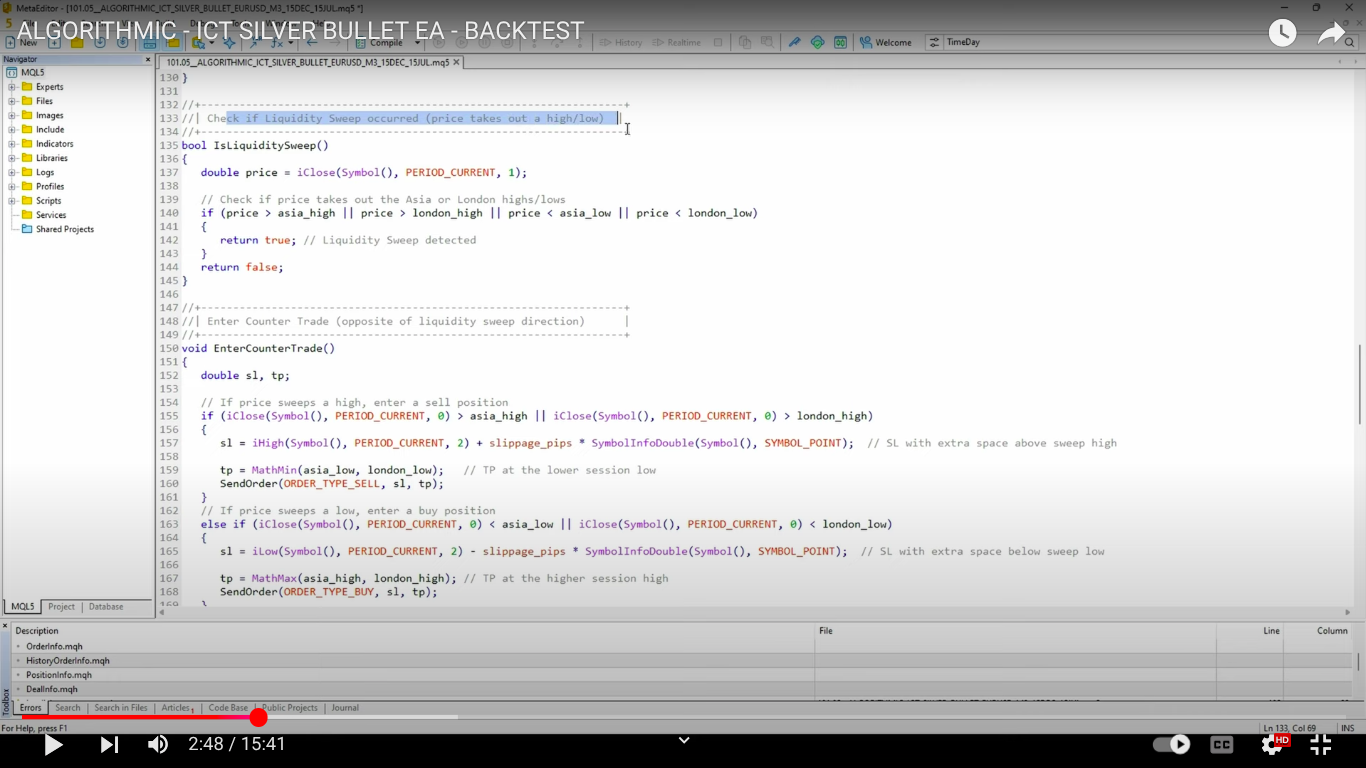 MetaEditor - [101.05__ALGORITHMIC_ICT_SILVER_BULLET_EURUSD_M3_15DEC_15JUL.mq5 *]
ALGORITHMIC - ICT SILVER BULLET EA - BACKTEST
New
Compile
History
Realtime
Welcome
TimeDay
Navigator
101.05__ALGORITHMIC_ICT_SILVER_BULLET_EURUSD_M3_15DEC_15JUL.mq5
MQL5
Experts
Files
Images
Include
Indicators
Libraries
Logs
Profiles
Scripts
Services
Shared Projects
130 }
131
132 //+------------------------------------------------------------------+
133 //| Check if Liquidity Sweep occurred (price takes out a high/low) |
134 //+------------------------------------------------------------------+
135 bool IsLiquiditySweep()
136 {
137 double price = iClose(Symbol(), PERIOD_CURRENT, 1);
138
139 // Check if price takes out the Asia or London highs/lows
140 if (price > asia_high || price > london_high || price < asia_low || price < london_low)
141 {
142 return true; // Liquidity Sweep detected
143 }
144 return false;
145 }
146
147 //+------------------------------------------------------------------+
148 //| Enter Counter Trade (opposite of liquidity sweep direction) |
149 //+------------------------------------------------------------------+
150 void EnterCounterTrade()
151 {
152 double sl, tp;
153
154 // If price sweeps a high, enter a sell position
155 if (iClose(Symbol(), PERIOD_CURRENT, 0) > asia_high || iClose(Symbol(), PERIOD_CURRENT, 0) > london_high)
156 {
157 sl = iHigh(Symbol(), PERIOD_CURRENT, 2) + slippage_pips * SymbolInfoDouble(Symbol(), SYMBOL_POINT); // SL with extra space above sweep high
158
159 tp = MathMin(asia_low, london_low); // TP at the lower session low
160 SendOrder(ORDER_TYPE_SELL, sl, tp);
161 }
162 // If price sweeps a low, enter a buy position
163 else if (iClose(Symbol(), PERIOD_CURRENT, 0) < asia_low || iClose(Symbol(), PERIOD_CURRENT, 0) < london_low)
164 {
165 sl = iLow(Symbol(), PERIOD_CURRENT, 2) - slippage_pips * SymbolInfoDouble(Symbol(), SYMBOL_POINT); // SL with extra space below sweep low
166
167 tp = MathMax(asia_high, london_high); // TP at the higher session high
168 SendOrder(ORDER_TYPE_BUY, sl, tp);
169 }
MQL5 Project Database
Description File Line Column
OrderInfo.mqh
HistoryOrderInfo.mqh
PositionInfo.mqh
DealInfo.mqh
Toolbox
Errors Search Search in Files Articles 1 Code Base Public Projects Journal
For Help, press F1
Ln 133, Col 69
INS
2:48 / 15:41
CC
HD